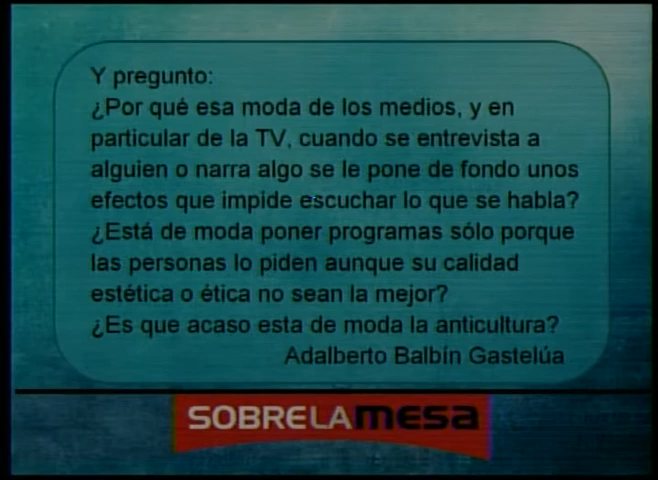 Y pregunto:
¿Por qué esa moda de los medios, y en
particular de la TV, cuando se entrevista a
alguien o narra algo se le pone de fondo unos
efectos que impide escuchar lo que se habla?
¿Está de moda poner programas sólo porque
las personas lo piden aunque su calidad
estética o ética no sean la mejor?
¿Es que acaso esta de moda la anticultura?
Adalberto Balbín Gastelúa
SOBRELAMESA